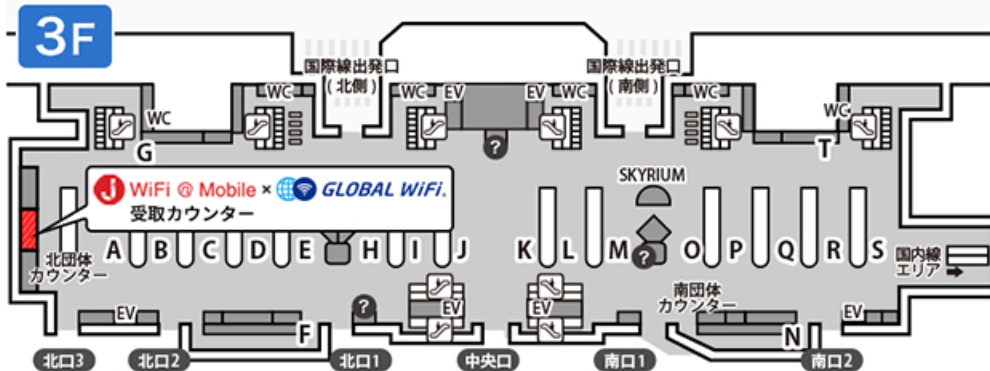 3F
国際線出発口
(北側)
国際線出発口
(南側)
WC
WC
EV
EV
WC
WC
WC
WC
G
T
?
SKYRIUM
J WiFi @ Mobile × GLOBAL WiFi.
受取カウンター
北団体
カウンター
A B C D E H I J K L M O P Q R S
?
国内線
エリア
南団体
カウンター
EV
F
?
EV
EV
N
EV
北口3
北口2
北口1
中央口
南口1
南口2